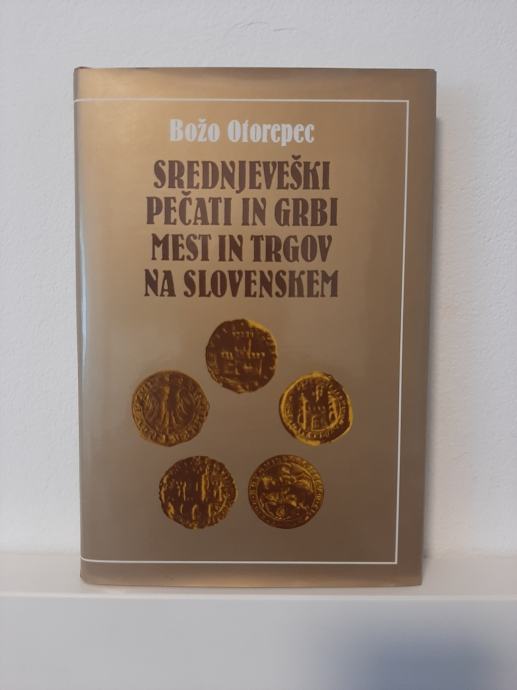 Božo Otorepec
SREDNJEVEŠKI
PEČATI IN GRBI
MEST IN TRGOV
NA SLOVENSKEM